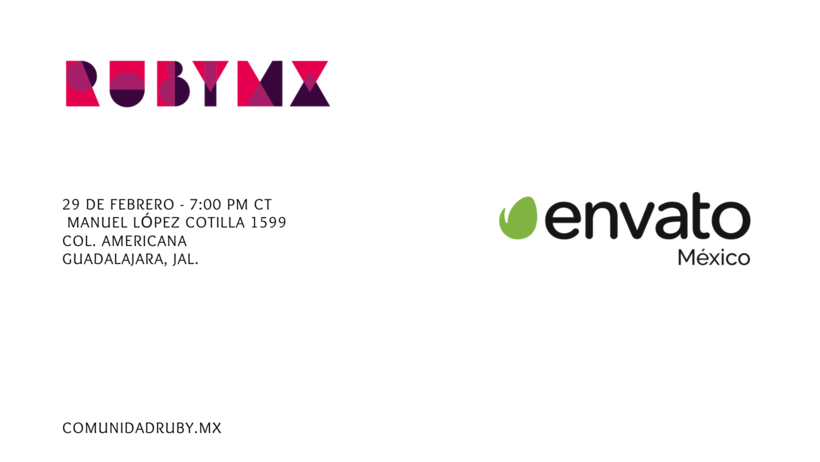 RUBYMX
29 DE FEBRERO - 7:00 PM CT
MANUEL LÓPEZ COTILLA 1599
COL. AMERICANA
GUADALAJARA, JAL.
envato
México
COMUNIDADRUBY.MX